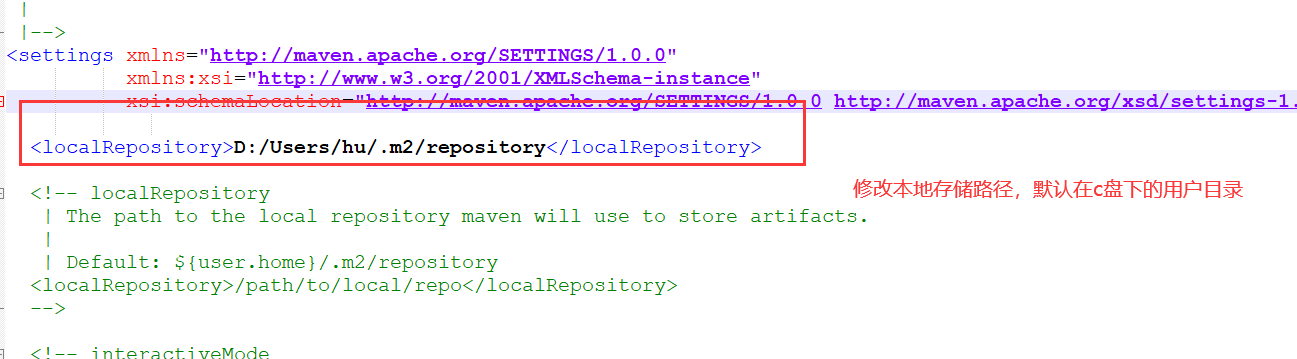 |
|-->
<settings xmlns="http://maven.apache.org/SETTINGS/1.0.0"
xmlns:xsi="http://www.w3.org/2001/XMLSchema-instance"
xsi:schemaLocation="http://maven.apache.org/SETTINGS/1.0.0 http://maven.apache.org/xsd/settings-1.
<localRepository>D:/Users/hu/.m2/repository</localRepository>
<!-- localRepository
修改本地存储路径，默认在c盘下的用户目录
| The path to the local repository maven will use to store artifacts.
|
| Default: ${user.home}/.m2/repository
<localRepository>/path/to/local/repo</localRepository>
-->
<!-- interactiveMode